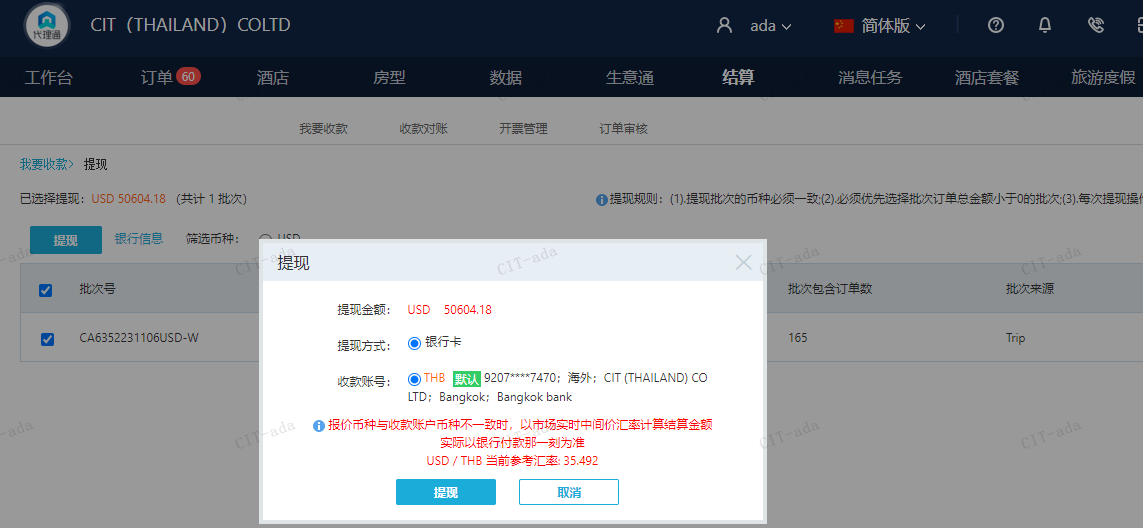 代理通
CIT（THAILAND）COLTD
ada
简体版
工作台
订单 60
酒店
房型
数据
生意通
结算
消息任务
酒店套餐
旅游度假
我要收款
收款对账
开票管理
订单审核
我要收款> 提现
已选择提现：USD 50604.18 （共计 1 批次）
提现规则：(1).提现批次的币种必须一致;(2).必须优先选择批次订单总金额小于0的批次;(3).每次提现操
提现
银行信息
筛选币种：
USD
批次号
批次包含订单数
批次来源
CA6352231106USD-W
165
Trip
提现
提现金额：
USD 50604.18
提现方式：
银行卡
收款账号：
THB 默认 9207****7470；海外；CIT (THAILAND) CO
LTD；Bangkok；Bangkok bank
报价币种与收款账户币种不一致时，以市场实时中间价汇率计算结算金额
实际以银行付款那一刻为准
USD / THB 当前参考汇率: 35.492
提现
取消
CIT-ada
CIT-ada
CIT-ada
CIT-ada
CIT-ada
CIT-ada
CIT-ada